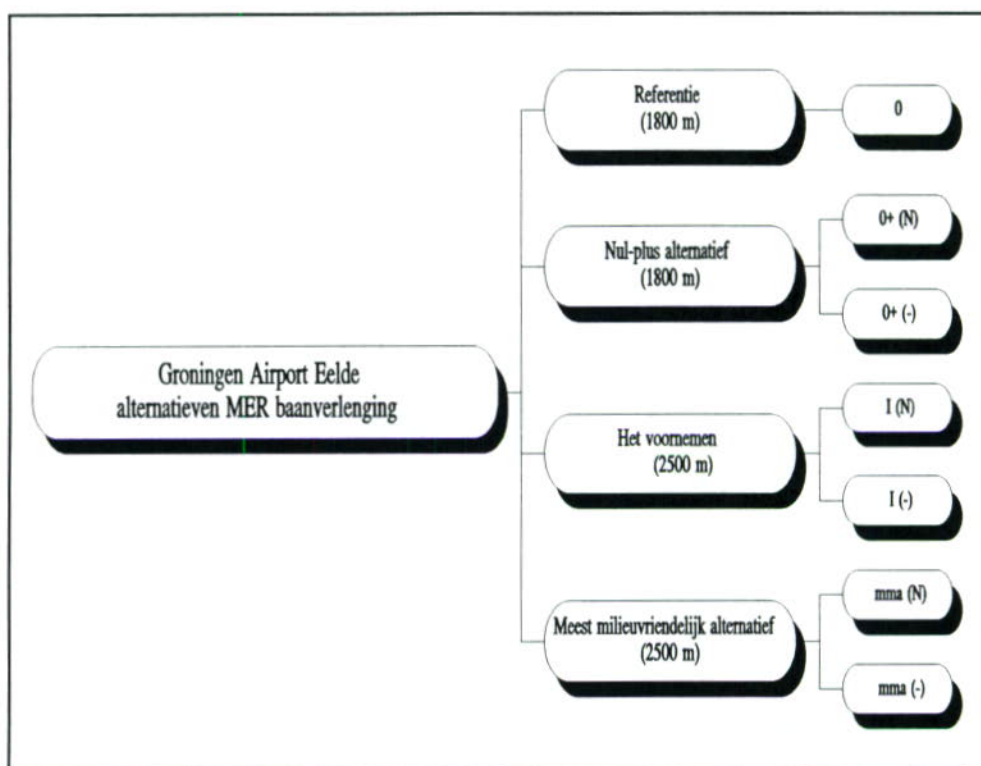 Groningen Airport Eelde
alternatieven MER baanverlenging
Referentie
(1800 m)
0
Nul-plus alternatief
(1800 m)
0+ (N)
0+ (-)
Het voornemen
(2500 m)
I (N)
I (-)
Meest milieuvriendelijk alternatief
(2500 m)
mma (N)
mma (-)